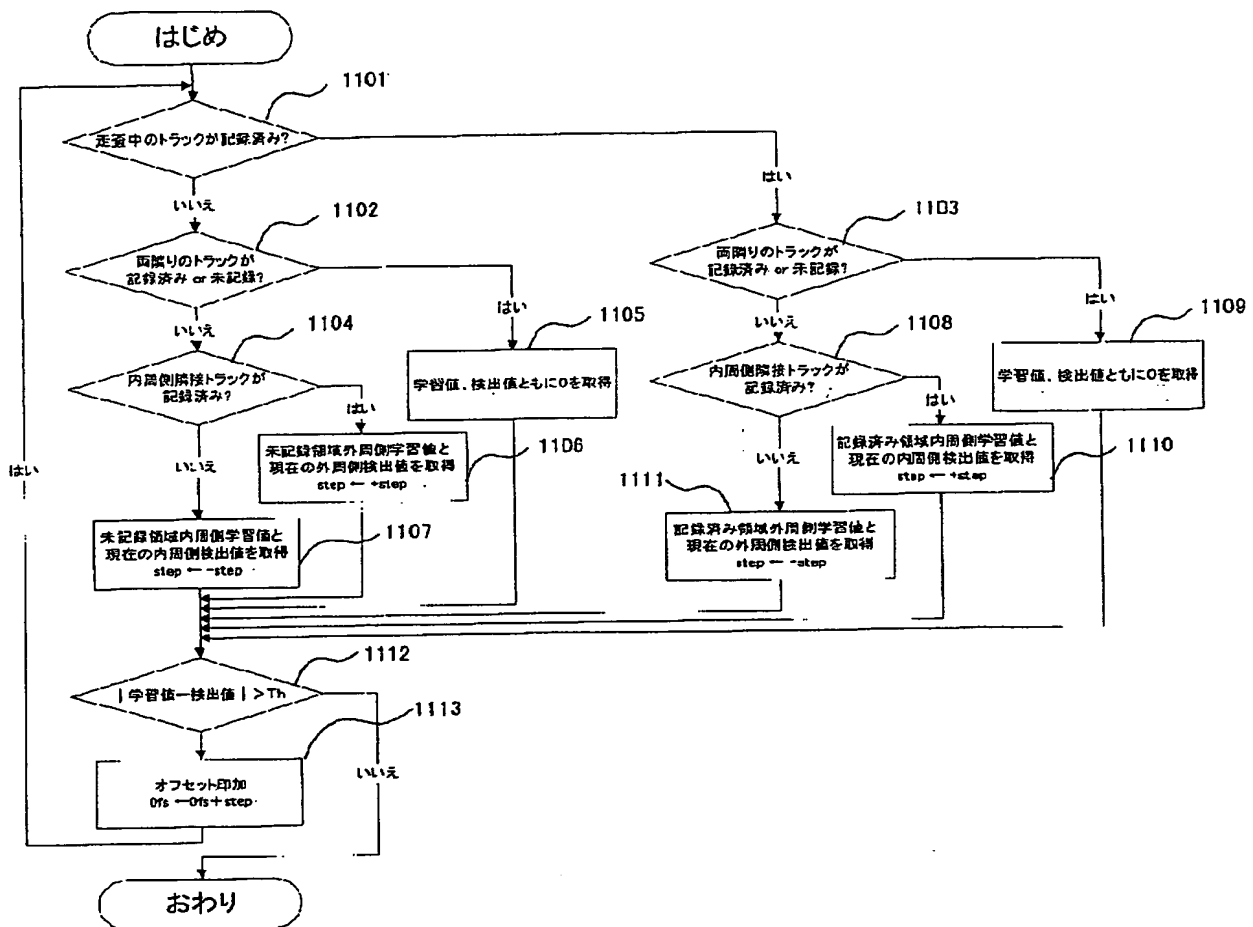 はじめ
1101
走査中のトラックが記録済み?
はい
いいえ
1102
両隣りのトラックが
記録済み or 未記録?
はい
いいえ
1103
両隣りのトラックが
記録済み or 未記録?
はい
いいえ
1104
内周側隣接トラックが
記録済み?
はい
いいえ
1105
学習値、検出値ともに0を取得
1108
内周側隣接トラックが
記録済み?
はい
いいえ
1109
学習値、検出値ともに0を取得
1106
未記録領域外周側学習値と
現在の外周側検出値を取得
step ← +step
1110
記録済み領域内周側学習値と
現在の内周側検出値を取得
step ← +step
1107
未記録領域内周側学習値と
現在の内周側検出値を取得
step ← -step
1111
記録済み領域外周側学習値と
現在の外周側検出値を取得
step ← -step
はい
1112
|学習値-検出値|>Th
いいえ
1113
オフセット印加
Ofs ←Ofs+step
おわり